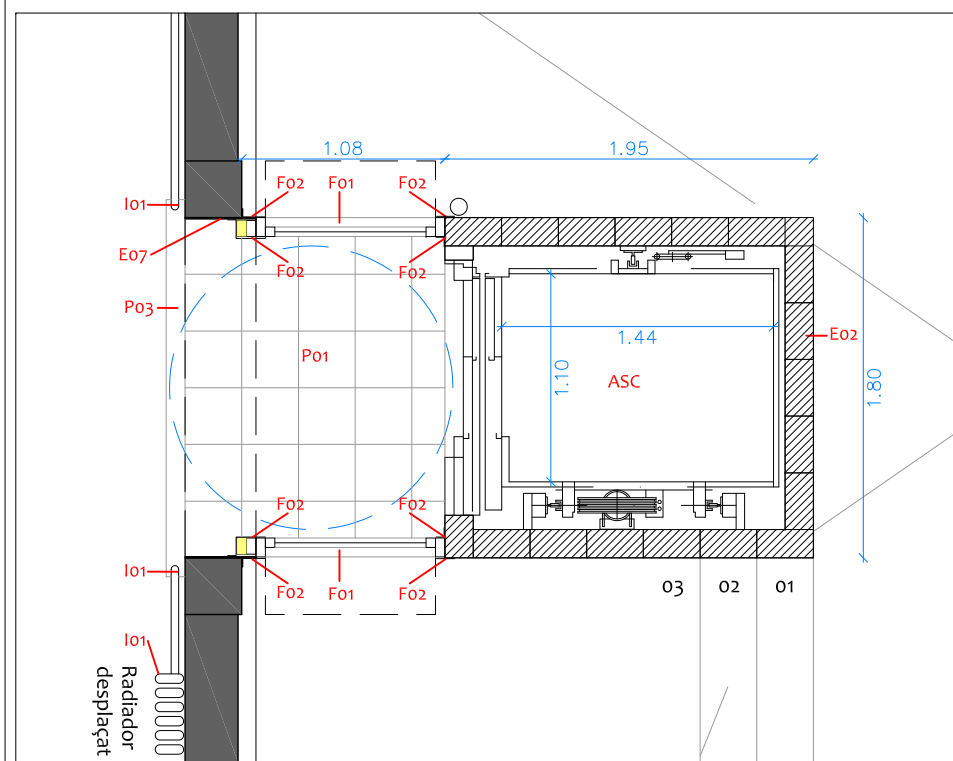 1.08
1.95
F02
F01
F02
I01
E07
F02
F02
P03
P01
1.44
1.10
ASC
E02
1.80
F02
F02
I01
F02
F01
F02
03
02
01
I01
Radiador
desplaçat